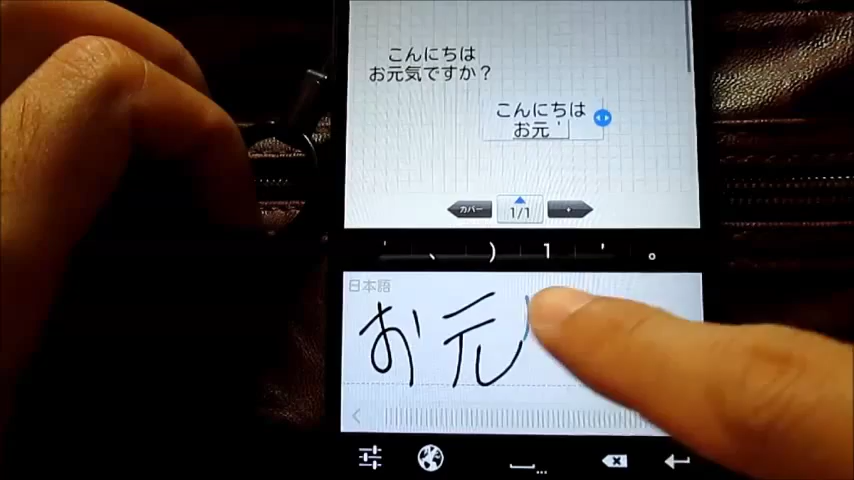 こんにちは
お元気ですか？
こんにちは
お元 '
カバー
1/1
+
' 、 ) 1 ’ 。
日本語
お元
...